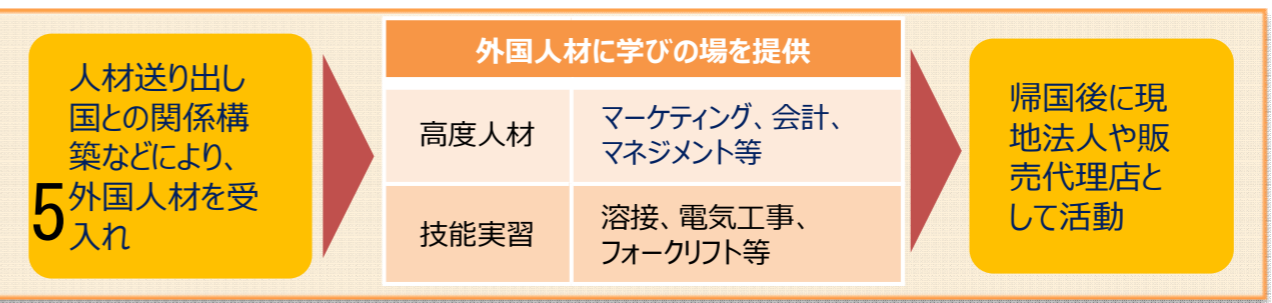 人材送り出し
国との関係構
築などにより、
外国人材を受
入れ
5
外国人材に学びの場を提供
高度人材
マーケティング、会計、
マネジメント等
技能実習
溶接、電気工事、
フォークリフト等
帰国後に現
地法人や販
売代理店と
して活動